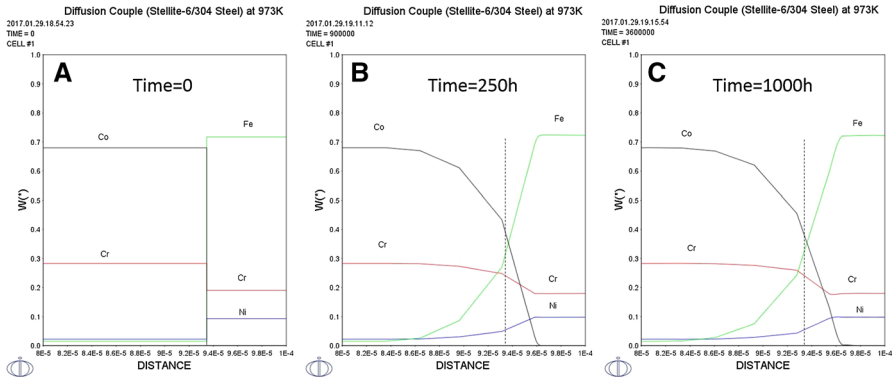 Diffusion Couple (Stellite-6/304 Steel) at 973K
2017.01.29.18.54.23
TIME = 0
CELL #1
A
Time=0
1.0
0.9
0.8
0.7
0.6
0.5
0.4
0.3
0.2
0.1
0.0
W(*)
Co
Fe
Cr
Cr
Ni
8E-5 8.2E-5 8.4E-5 8.6E-5 8.8E-5 9E-5 9.2E-5 9.4E-5 9.6E-5 9.8E-5 1E-4
DISTANCE
Diffusion Couple (Stellite-6/304 Steel) at 973K
2017.01.29.19.11.12
TIME = 900000
CELL #1
B
Time=250h
1.0
0.9
0.8
0.7
0.6
0.5
0.4
0.3
0.2
0.1
0.0
W(*)
Fe
Co
Cr
Cr
Ni
8E-5 8.2E-5 8.4E-5 8.6E-5 8.8E-5 9E-5 9.2E-5 9.4E-5 9.6E-5 9.8E-5 1E-4
DISTANCE
Diffusion Couple (Stellite-6/304 Steel) at 973K
2017.01.29.19.15.54
TIME = 3600000
CELL #1
C
Time=1000h
1.0
0.9
0.8
0.7
0.6
0.5
0.4
0.3
0.2
0.1
0.0
W(*)
Fe
Co
Cr
Cr
Ni
8E-5 8.2E-5 8.4E-5 8.6E-5 8.8E-5 9E-5 9.2E-5 9.4E-5 9.6E-5 9.8E-5 1E-4
DISTANCE